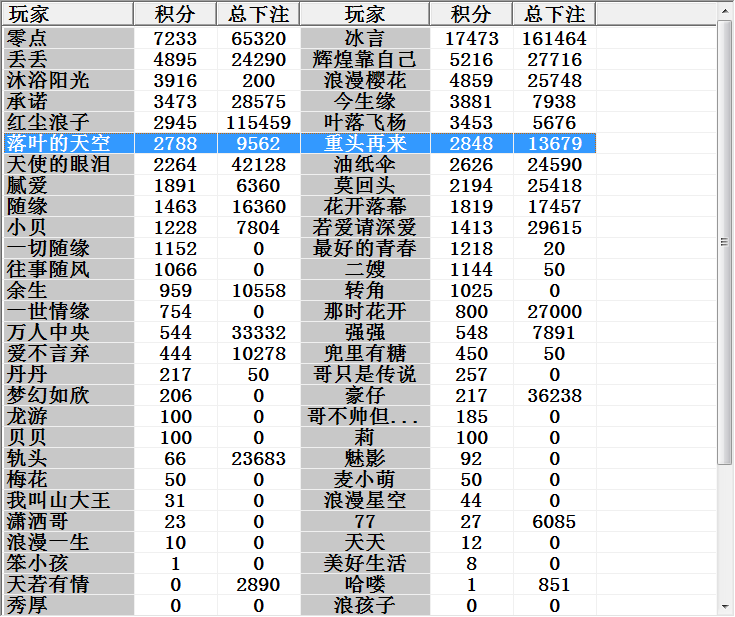 玩家 积分 总下注 玩家 积分 总下注
零点 7233 65320 冰言 17473 161464
丢丢 4895 24290 辉煌靠自己 5216 27716
沐浴阳光 3916 200 浪漫樱花 4859 25748
承诺 3473 28575 今生缘 3881 7938
红尘浪子 2945 115459 叶落飞杨 3453 5676
落叶的天空 2788 9562 重头再来 2848 13679
天使的眼泪 2264 42128 油纸伞 2626 24590
腻爱 1891 6360 莫回头 2194 25418
随缘 1463 16360 花开落幕 1819 17457
小贝 1228 7804 若爱请深爱 1413 29615
一切随缘 1152 0 最好的青春 1218 20
往事随风 1066 0 二嫂 1144 50
余生 959 10558 转角 1025 0
一世情缘 754 0 那时花开 800 27000
万人中央 544 33332 强强 548 7891
爱不言弃 444 10278 兜里有糖 450 50
丹丹 217 50 哥只是传说 257 0
梦幻如欣 206 0 豪仔 217 36238
龙游 100 0 哥不帅但... 185 0
贝贝 100 0 莉 100 0
轨头 66 23683 魅影 92 0
梅花 50 0 麦小萌 50 0
我叫山大王 31 0 浪漫星空 44 0
潇洒哥 23 0 77 27 6085
浪漫一生 10 0 天天 12 0
笨小孩 1 0 美好生活 8 0
天若有情 0 2890 哈喽 1 851
秀厚 0 0 浪孩子 0 0